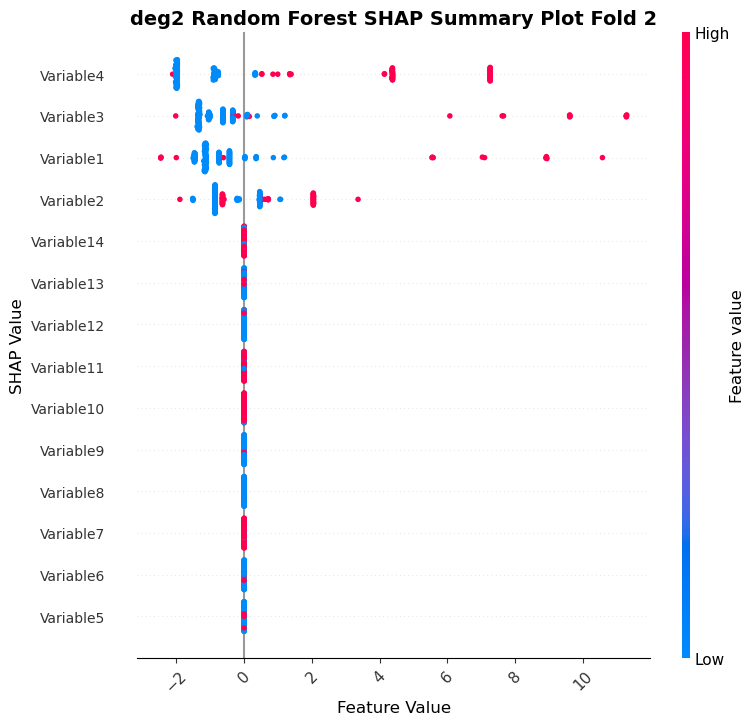 deg2 Random Forest SHAP Summary Plot Fold 2
High
Variable4
Variable3
Variable1
Variable2
Variable14
Variable13
Variable12
Variable11
Variable10
Variable9
Variable8
Variable7
Variable6
Variable5
SHAP Value
Feature value
Low
−2 0 2 4 6 8 10
Feature Value